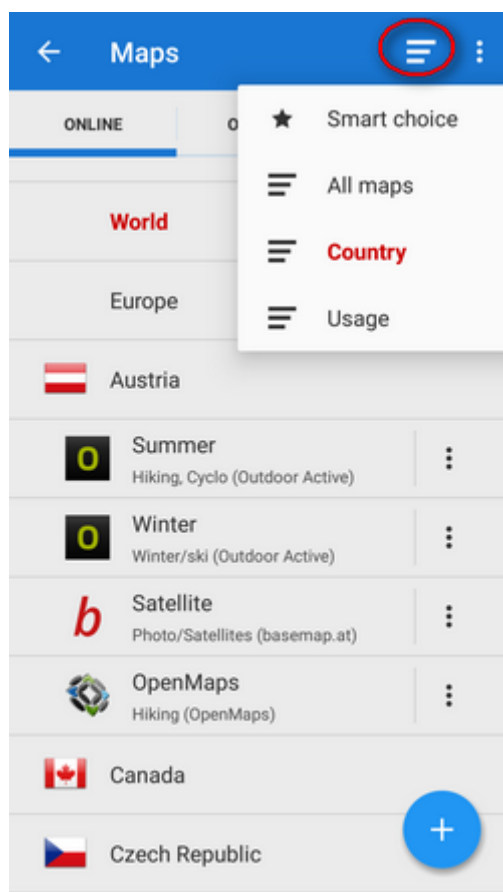 Maps
ONLINE
O
Smart choice
All maps
Country
Usage
World
Europe
Austria
Summer
Hiking, Cyclo (Outdoor Active)
Winter
Winter/ski (Outdoor Active)
Satellite
Photo/Satellites (basemap.at)
OpenMaps
Hiking (OpenMaps)
Canada
Czech Republic